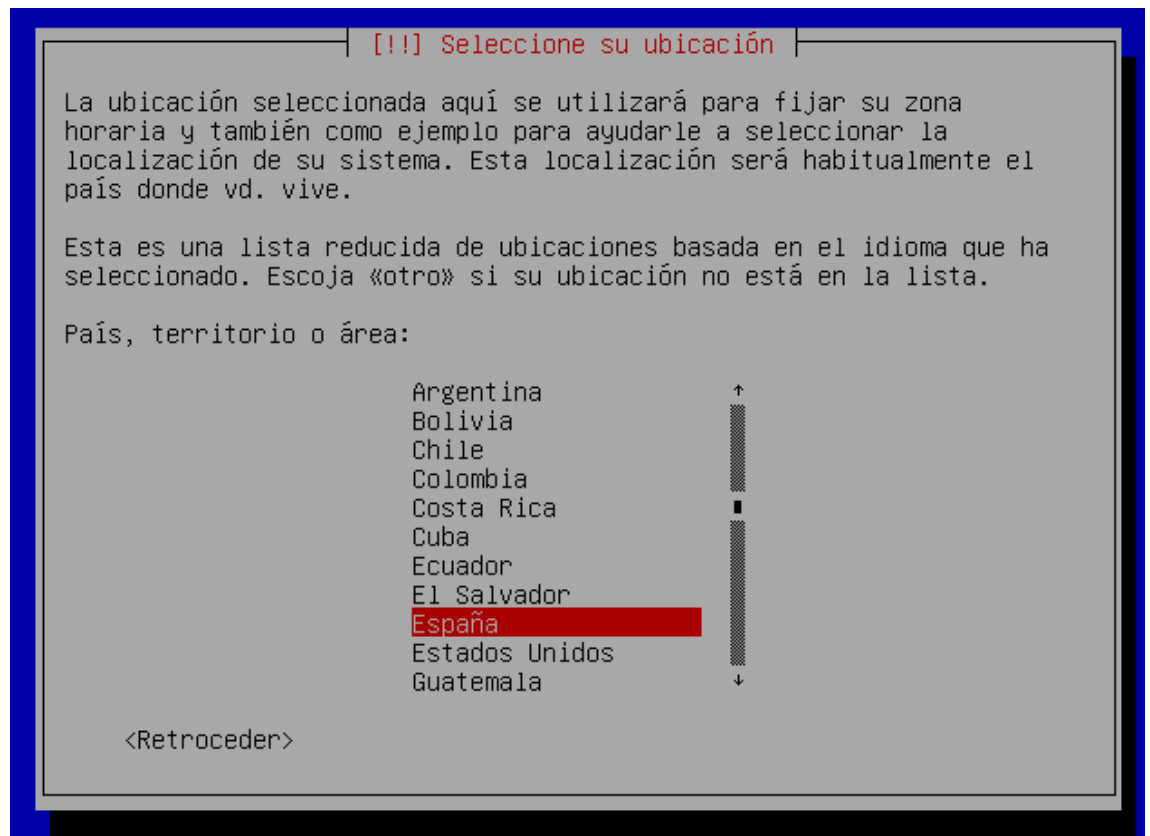 [!!] Seleccione su ubicación
La ubicación seleccionada aquí se utilizará para fijar su zona
horaria y también como ejemplo para ayudarle a seleccionar la
localización de su sistema. Esta localización será habitualmente el
país donde vd. vive.
Esta es una lista reducida de ubicaciones basada en el idioma que ha
seleccionado. Escoja «otro» si su ubicación no está en la lista.
País, territorio o área:
Argentina
Bolivia
Chile
Colombia
Costa Rica
Cuba
Ecuador
El Salvador
España
Estados Unidos
Guatemala
<Retroceder>